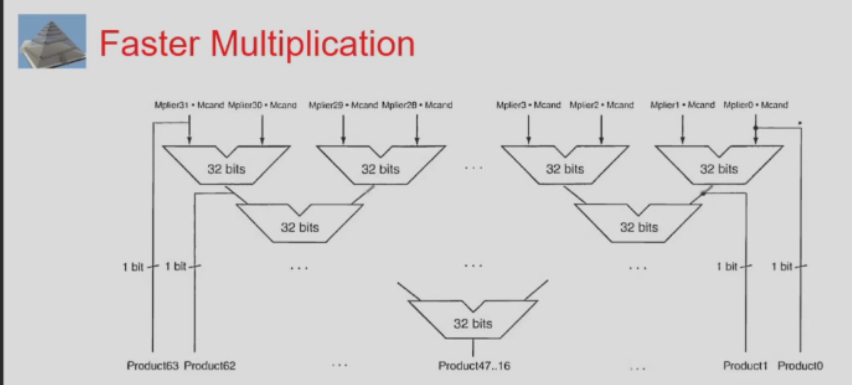 Faster Multiplication
Mplier31 • Mcand Mplier30 • Mcand Mplier29 • Mcand Mplier28 • Mcand Mplier3 • Mcand Mplier2 • Mcand Mplier1 • Mcand Mplier0 • Mcand
32 bits 32 bits . . . 32 bits 32 bits
32 bits 32 bits
1 bit 1 bit . . . . . . . . . 1 bit 1 bit
32 bits
Product63 Product62 . . . Product47..16 . . . Product1 Product0